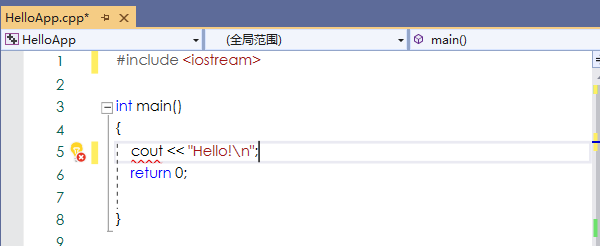 HelloApp.cpp*
HelloApp (全局范围) main()
1 #include <iostream>
2
3 int main()
4 {
5 cout << "Hello!\n";
6 return 0;
7
8 }
9